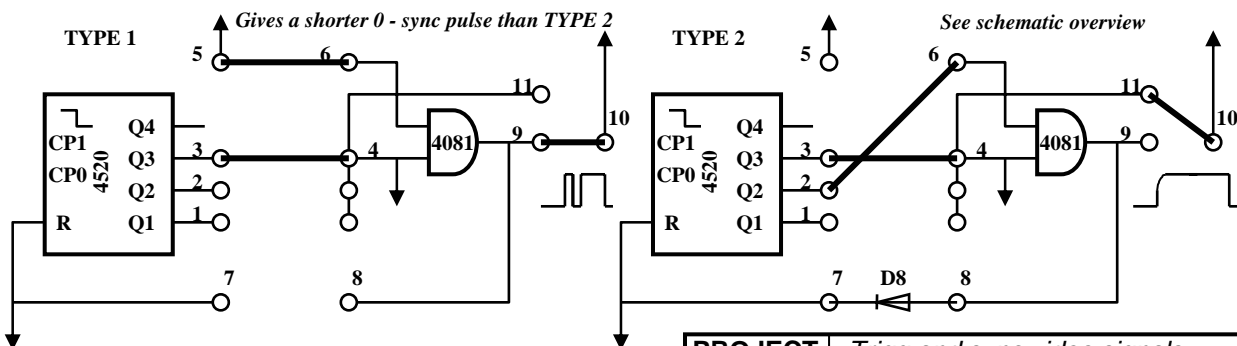 Gives a shorter 0 - sync pulse than TYPE 2
See schematic overview
TYPE 1
5
6
11
10
Q4
CP1
Q3
3
4
4081
9
CP0
4520
Q2
2
R
Q1
1
7
8
TYPE 2
5
6
11
10
Q4
CP1
Q3
3
4
4081
9
CP0
4520
Q2
2
R
Q1
1
7
D8
8